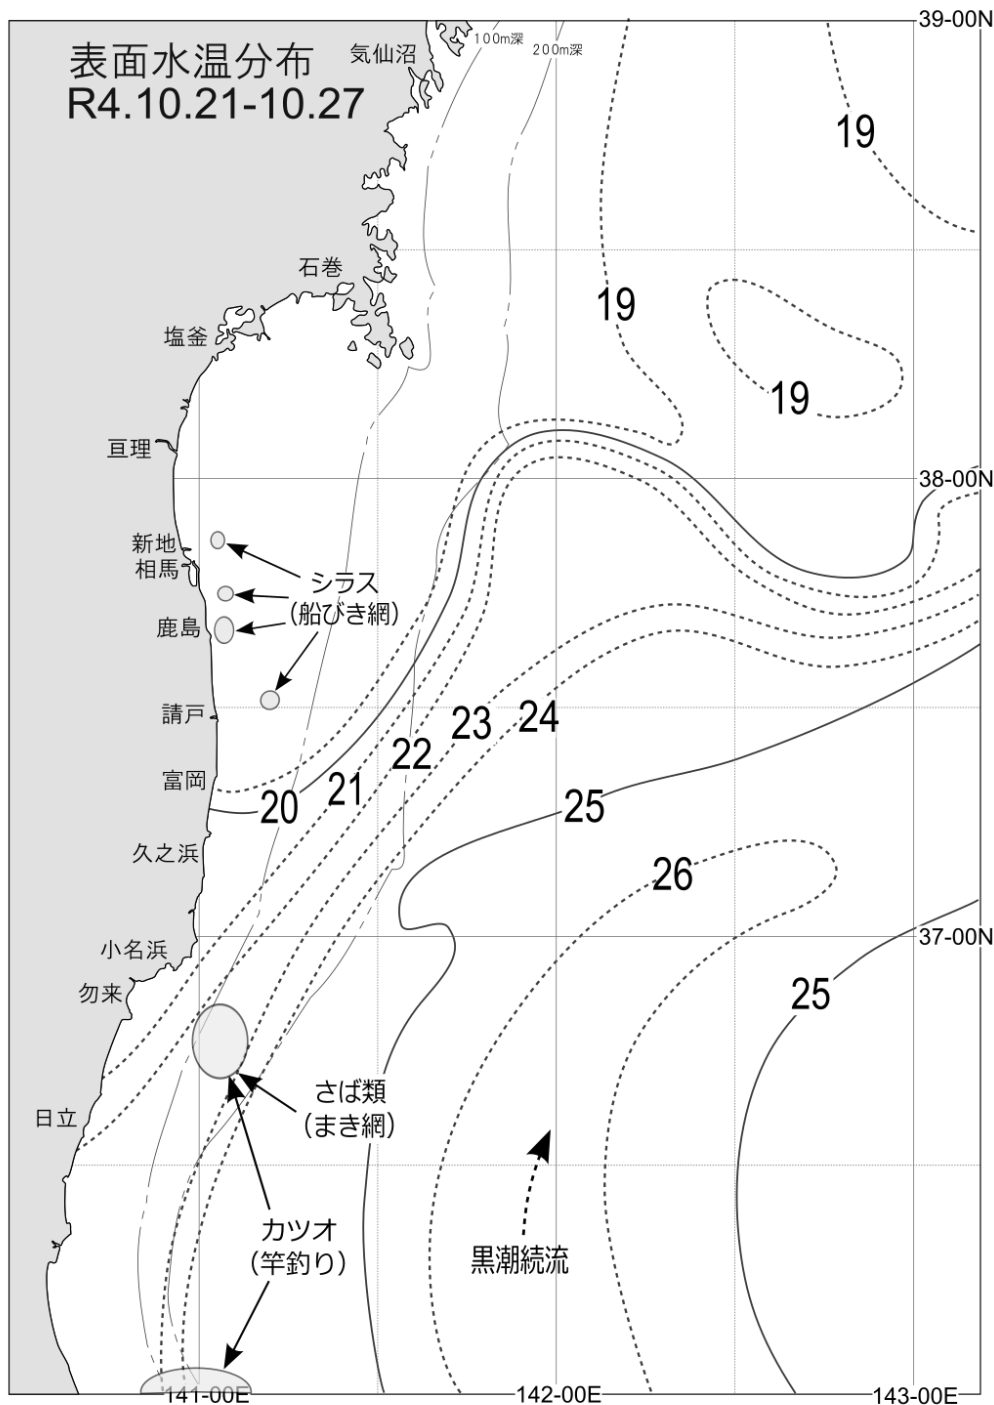 39-00N
100m深
200m深
気仙沼
表面水温分布
R4.10.21-10.27
19
石巻
19
塩釜
19
亘理
38-00N
新地
相馬
シラス
(船びき網)
鹿島
請戸
23
24
22
富岡
21
20
25
久之浜
26
37-00N
小名浜
勿来
25
さば類
(まき網)
日立
カツオ
(竿釣り)
黒潮続流
141-00E
142-00E
143-00E